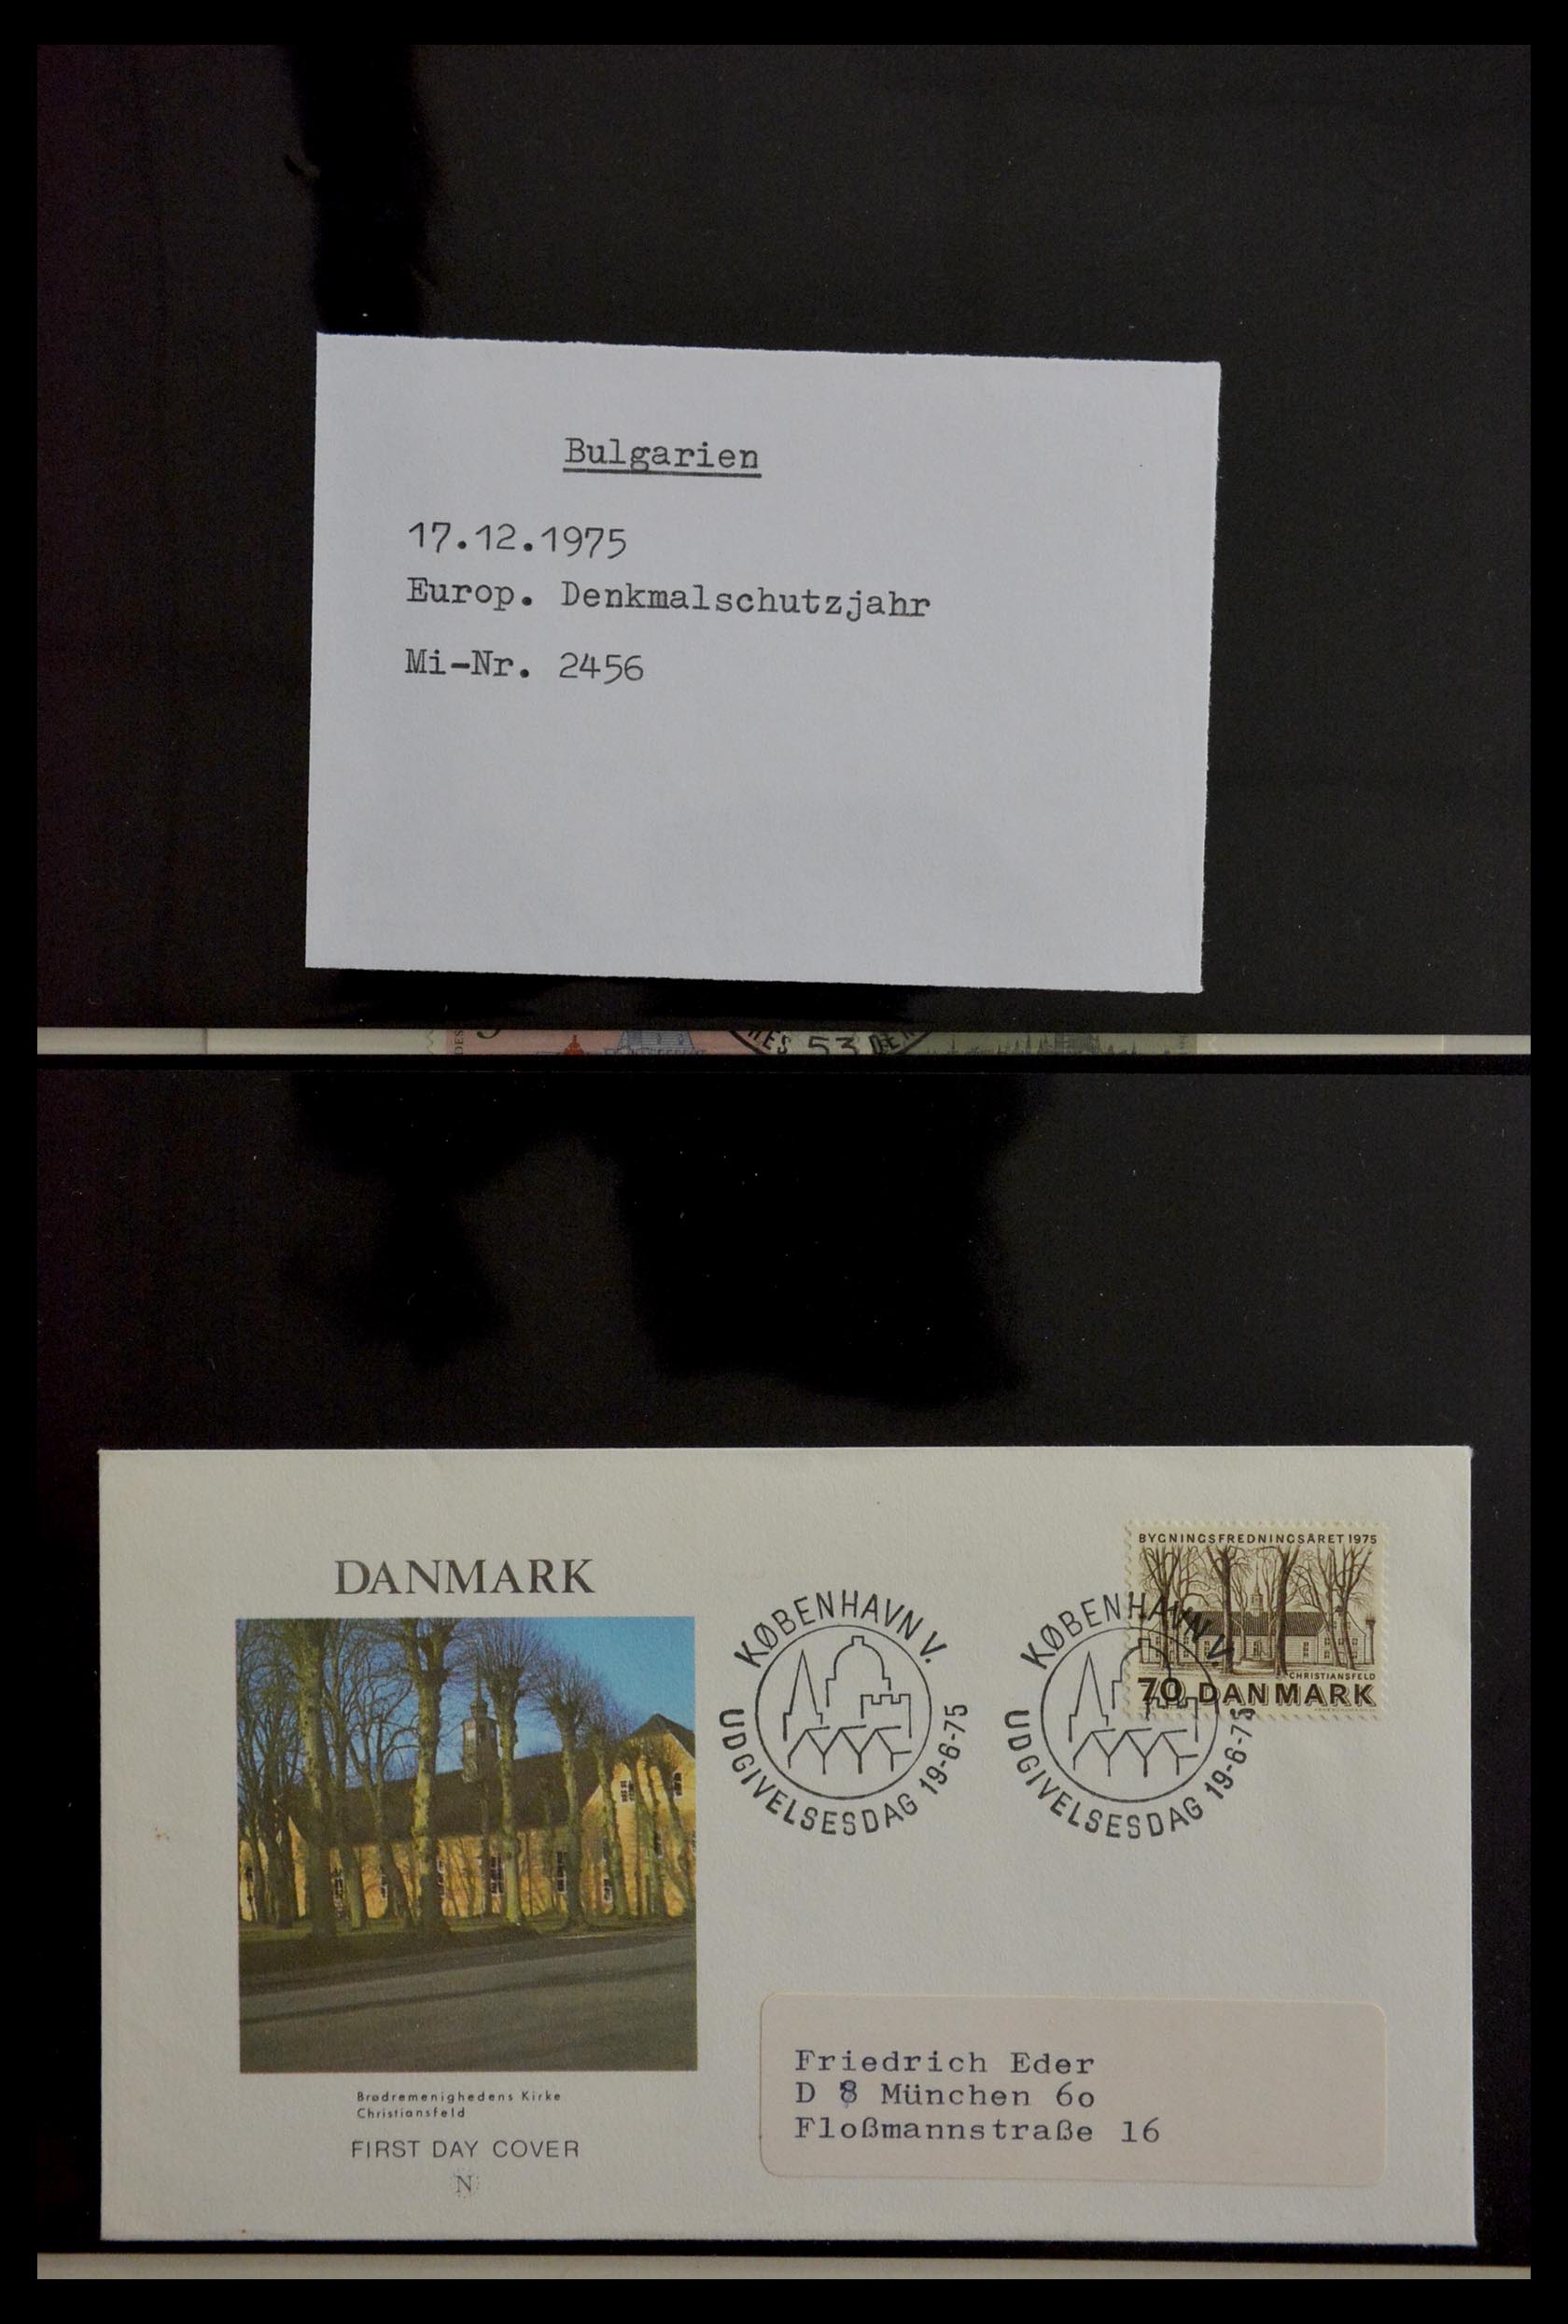 Bulgarien
17.12.1975
Europ. Denkmalschutzjahr
Mi-Nr. 2456
53
DANMARK
KØBENHAVN V.
UDGIVELSESDAG 19-6-75
KØBENHAVN V.
UDGIVELSESDAG 19-6-75
BYGNINGSFREDNINGSÅRET 1975
CHRISTIANSFELD
70 DANMARK
Brødremenighedens Kirke
Christiansfeld
FIRST DAY COVER
N
Friedrich Eder
D 8 München 60
Floßmannstraße 16